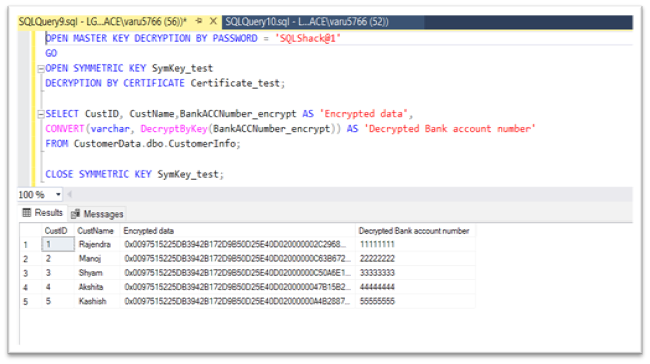 SQLQuery9.sql - LG...ACE\varu5766 (56))* SQLQuery10.sql - L...ACE\varu5766 (52))
OPEN MASTER KEY DECRYPTION BY PASSWORD = 'SQLShack@1'
GO
OPEN SYMMETRIC KEY SymKey_test
DECRYPTION BY CERTIFICATE Certificate_test;
SELECT CustID, CustName,BankACCNumber_encrypt AS 'Encrypted data',
CONVERT(varchar, DecryptByKey(BankACCNumber_encrypt)) AS 'Decrypted Bank account number'
FROM CustomerData.dbo.CustomerInfo;
CLOSE SYMMETRIC KEY SymKey_test;
100 %
Results Messages
CustID CustName Encrypted data Decrypted Bank account number
1 1 Rajendra 0x0097515225DB3942B172D9B50D25E40D020000002C2968... 11111111
2 2 Manoj 0x0097515225DB3942B172D9B50D25E40D02000000C63B672... 22222222
3 3 Shyam 0x0097515225DB3942B172D9B50D25E40D02000000C50A6E1... 33333333
4 4 Akshita 0x0097515225DB3942B172D9B50D25E40D0200000047B15B2... 44444444
5 5 Kashish 0x0097515225DB3942B172D9B50D25E40D02000000A4B2887... 55555555